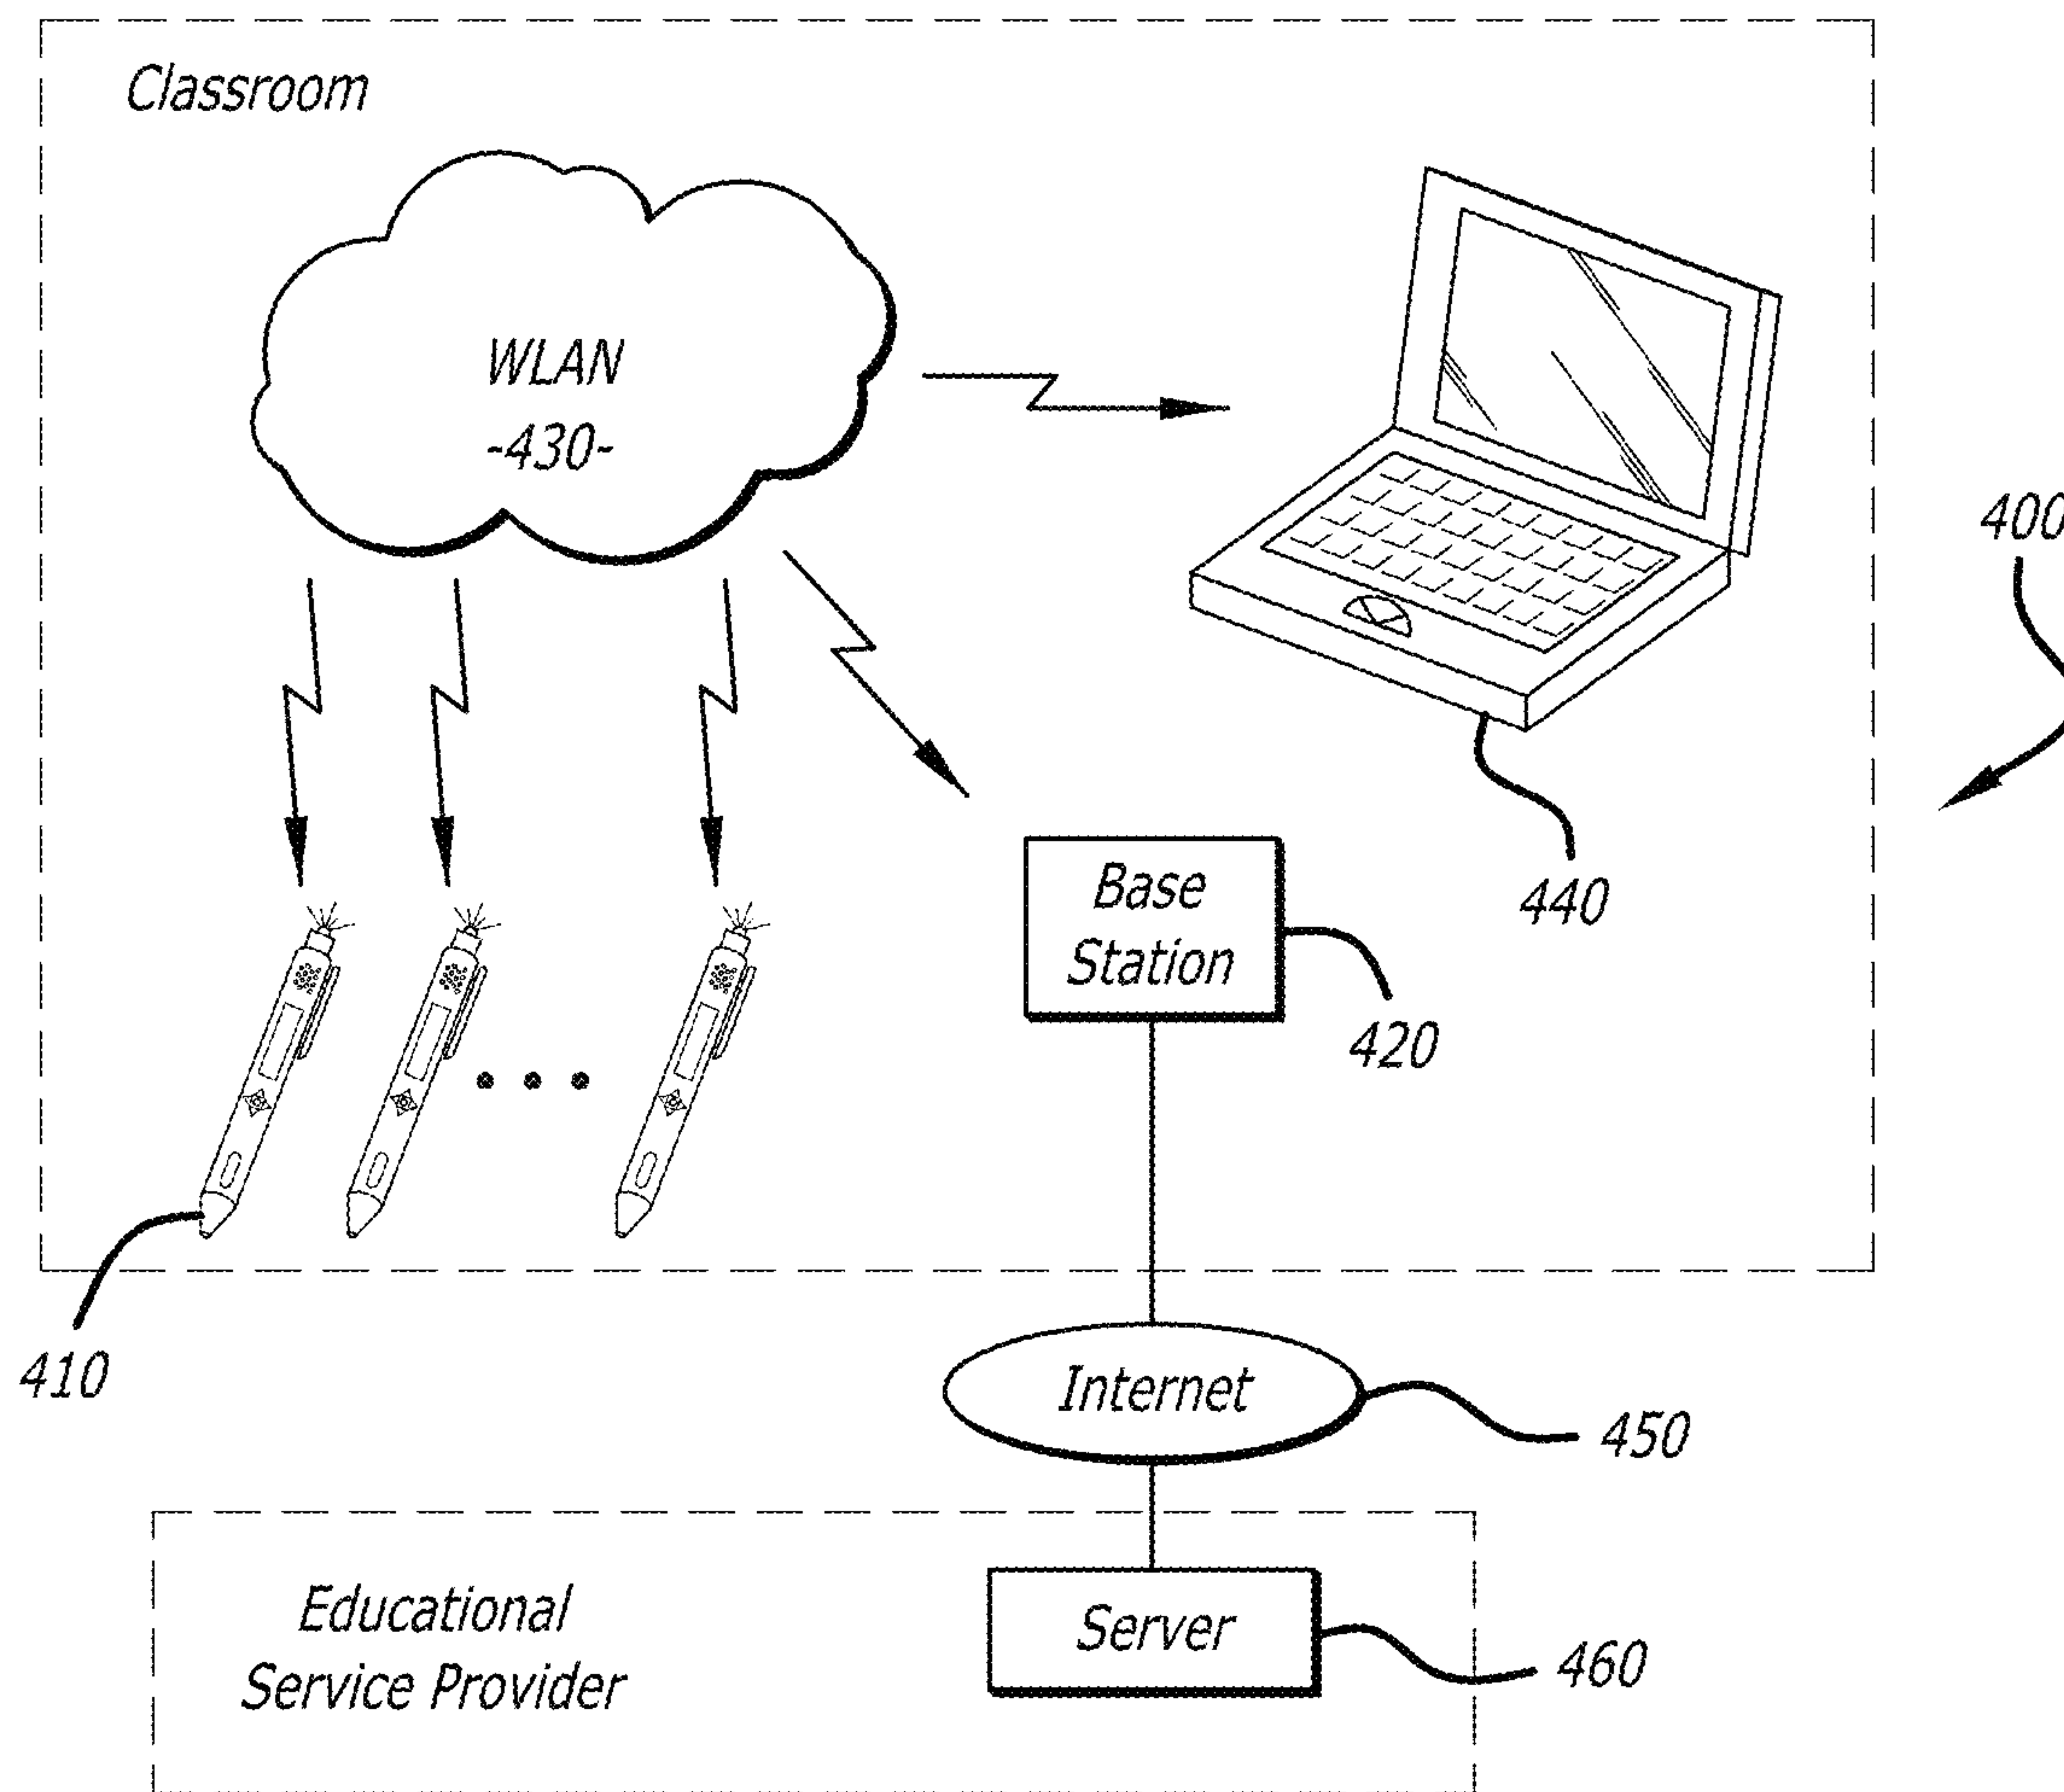 Classroom
WLAN
-430-
400
440
Base
Station
420
410
Internet
450
Educational
Service Provider
Server
460